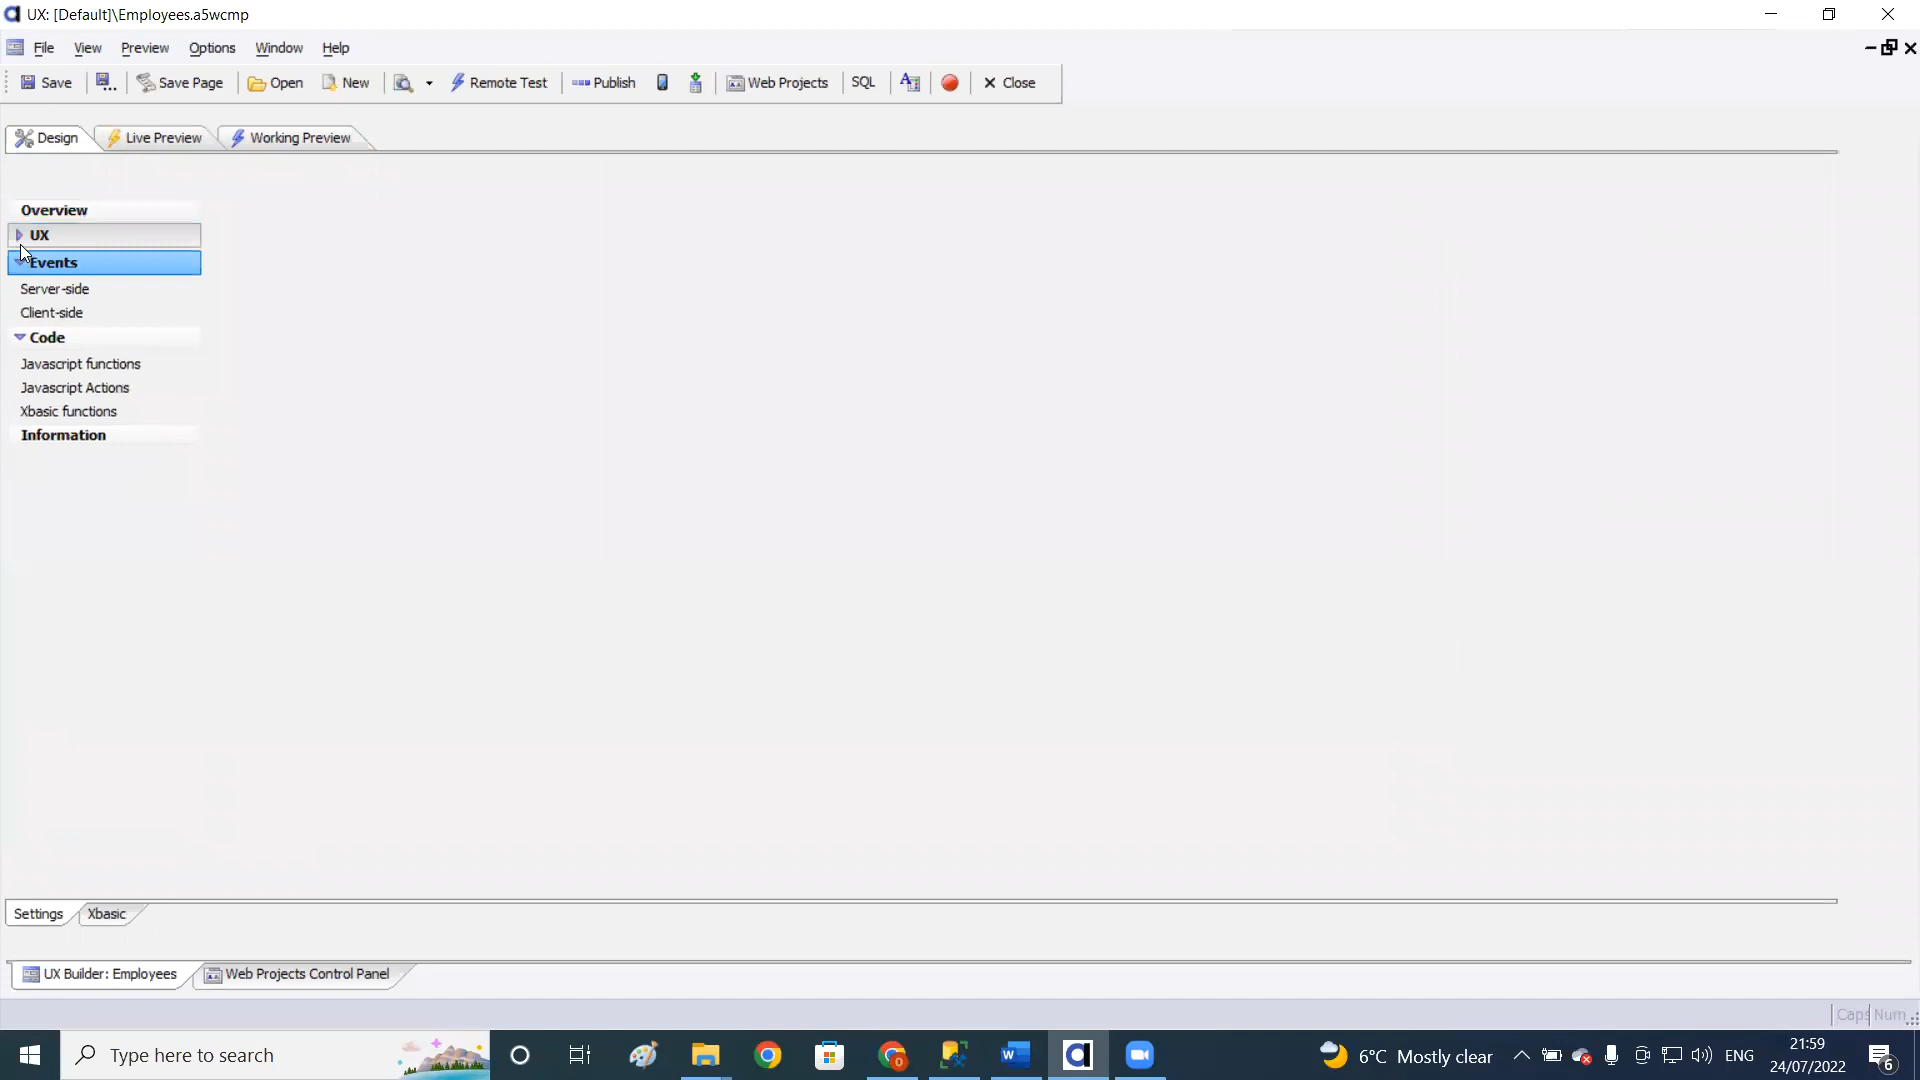 UX: [Default]\Employees.a5wcmp
File View Preview Options Window Help
Save Save Page Open New Remote Test Publish Web Projects SQL Close
Design Live Preview Working Preview
Overview
UX
Events
Server-side
Client-side
Code
Javascript functions
Javascript Actions
Xbasic functions
Information
Settings Xbasic
UX Builder: Employees Web Projects Control Panel
Caps Num
Type here to search 6°C Mostly clear ENG 21:59
24/07/2022 6